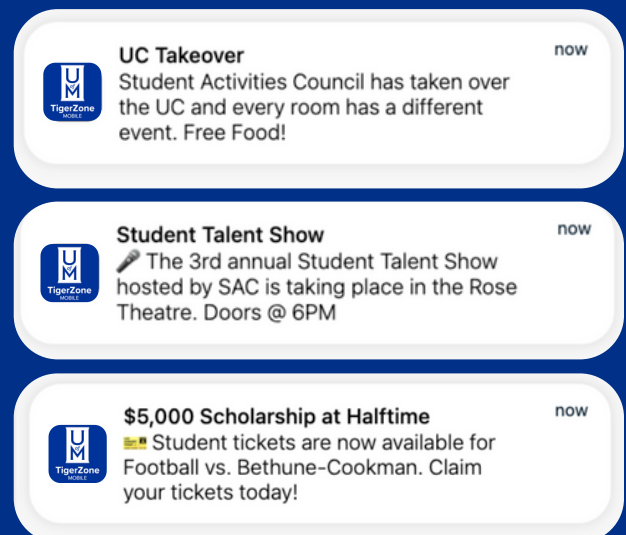 UC Takeover
now
Student Activities Council has taken over
the UC and every room has a different
event. Free Food!
UM
TigerZone
MOBILE
Student Talent Show
now
🎤 The 3rd annual Student Talent Show
hosted by SAC is taking place in the Rose
Theatre. Doors @ 6PM
UM
TigerZone
MOBILE
$5,000 Scholarship at Halftime
now
Student tickets are now available for
Football vs. Bethune-Cookman. Claim
your tickets today!
UM
TigerZone
MOBILE